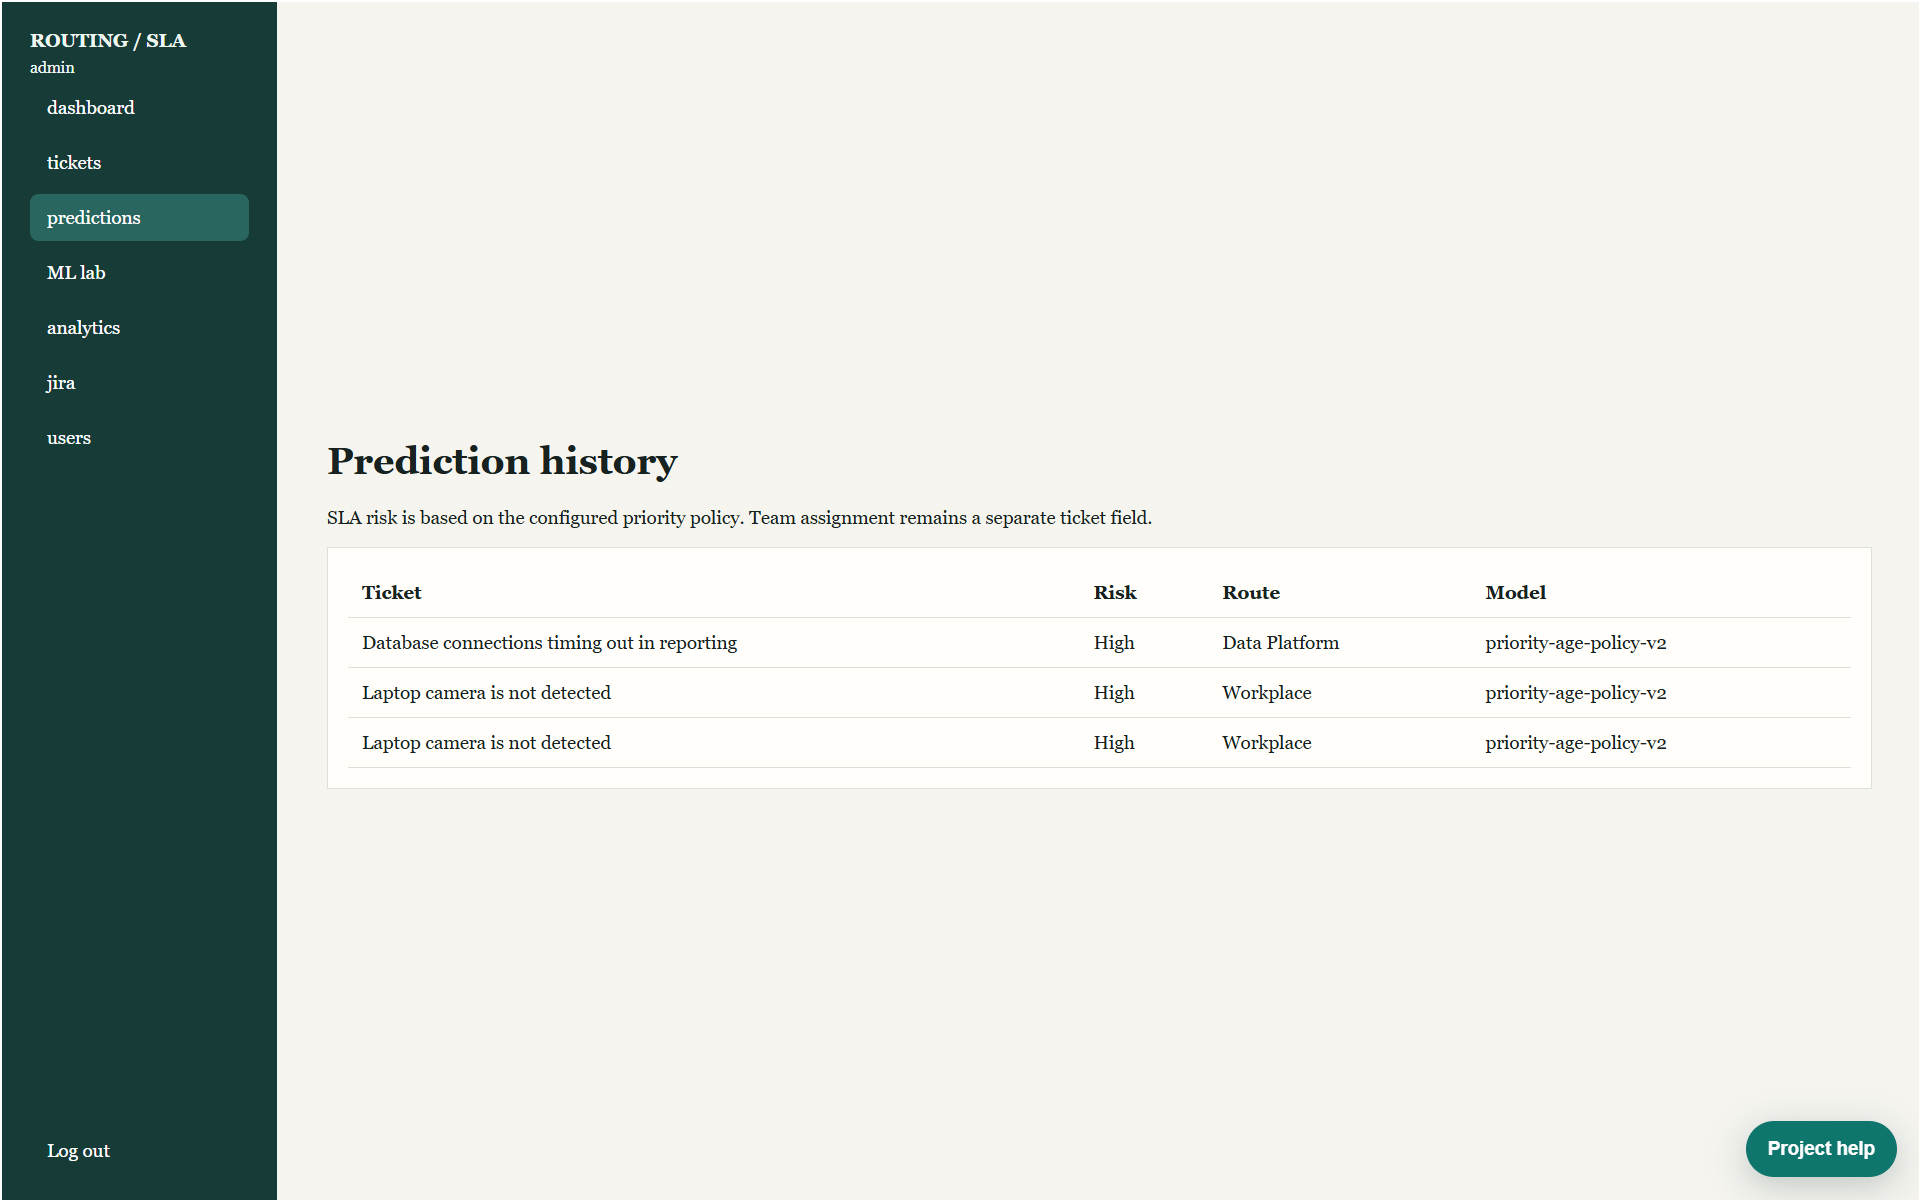 ROUTING / SLA
admin
dashboard
tickets
predictions
ML lab
analytics
jira
users
Log out
Prediction history
SLA risk is based on the configured priority policy. Team assignment remains a separate ticket field.
Ticket Risk Route Model
Database connections timing out in reporting High Data Platform priority-age-policy-v2
Laptop camera is not detected High Workplace priority-age-policy-v2
Laptop camera is not detected High Workplace priority-age-policy-v2
Project help